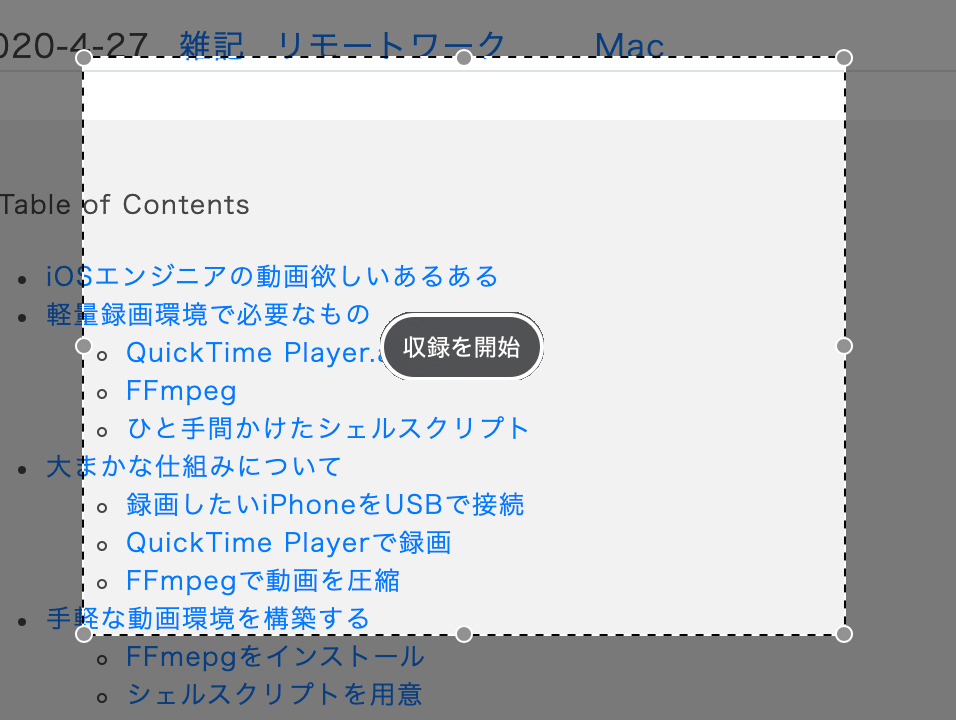 020-4-27 雑記 リモートワーク Mac
Table of Contents
iOSエンジニアの動画欲しいあるある
軽量録画環境で必要なもの
QuickTime Player.
収録を開始
FFmpeg
ひと手間かけたシェルスクリプト
大まかな仕組みについて
録画したいiPhoneをUSBで接続
QuickTime Playerで録画
FFmpegで動画を圧縮
手軽な動画環境を構築する
FFmepgをインストール
シェルスクリプトを用意